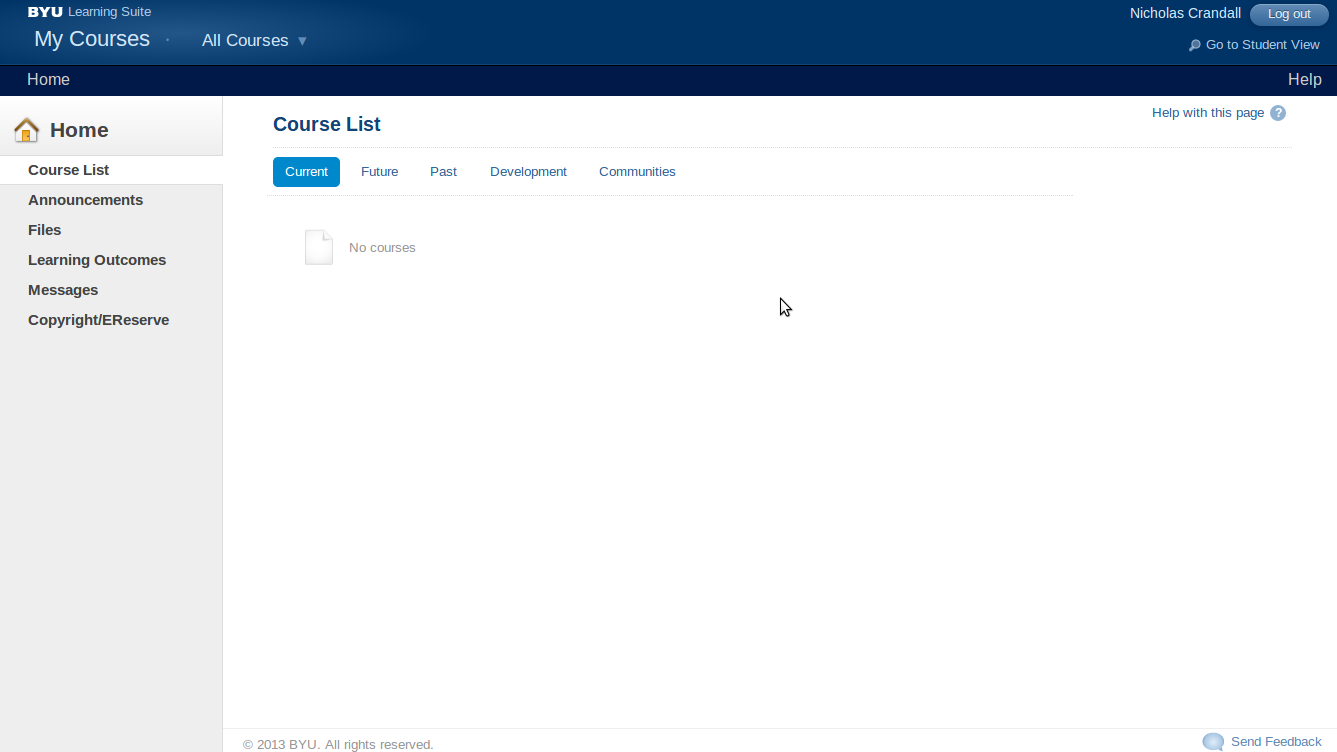 BYU Learning Suite
Nicholas Crandall Log out
My Courses · All Courses ▾
Go to Student View
Home Help
Home
Help with this page ?
Course List
Course List
Announcements
Files
Learning Outcomes
Messages
Copyright/EReserve
Current Future Past Development Communities
No courses
© 2013 BYU. All rights reserved.
Send Feedback